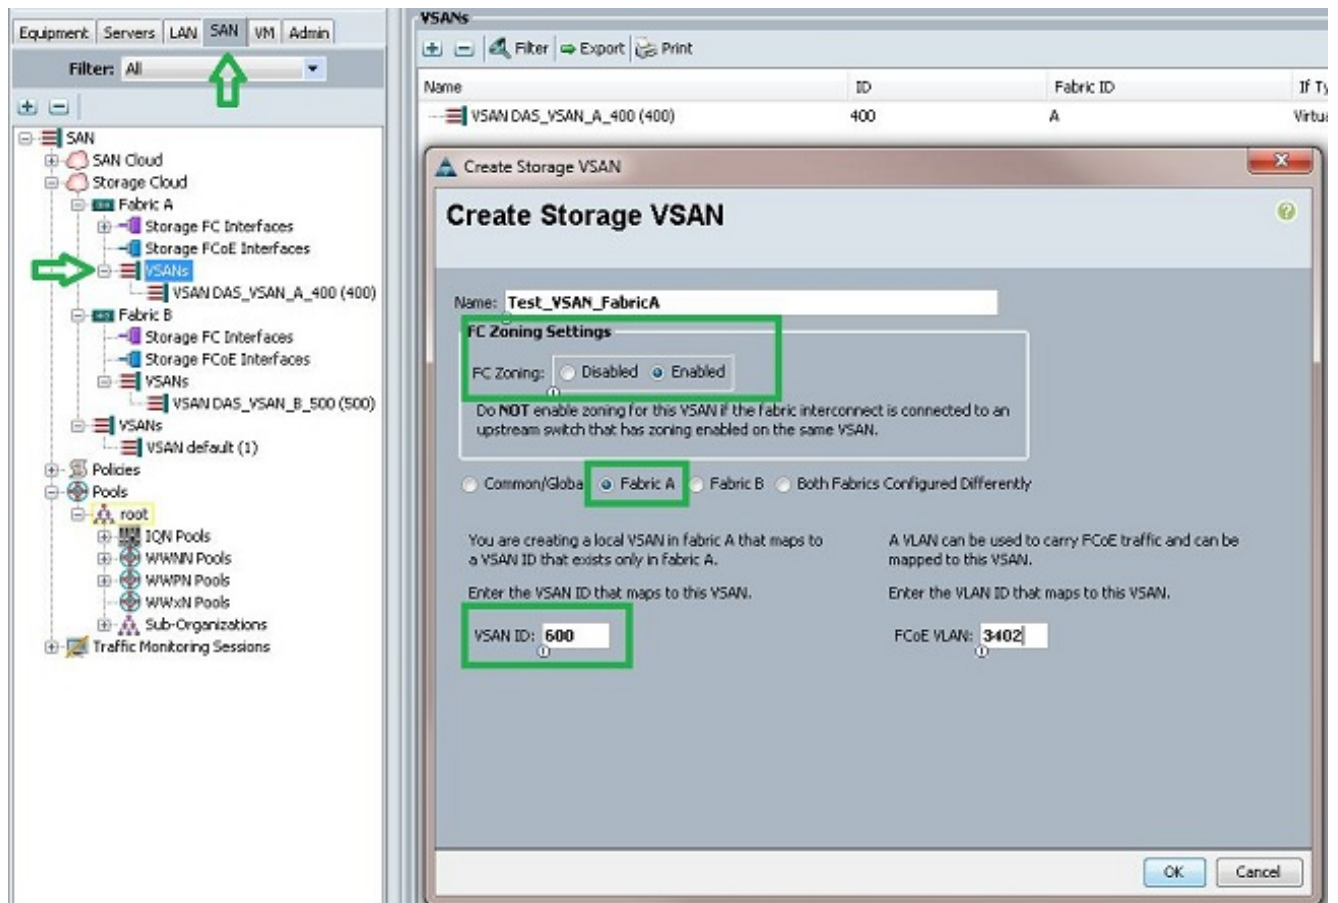 Equipment Servers LAN SAN VM Admin
Filter: All
SAN
SAN Cloud
Storage Cloud
Fabric A
Storage FC Interfaces
Storage FCoE Interfaces
VSANs
VSAN DAS_VSAN_A_400 (400)
Fabric B
Storage FC Interfaces
Storage FCoE Interfaces
VSANs
VSAN DAS_VSAN_B_500 (500)
VSANs
VSAN default (1)
Policies
Pools
root
IQN Pools
WWNN Pools
WWPN Pools
WWxN Pools
Sub-Organizations
Traffic Monitoring Sessions
VSANs
Filter Export Print
Name ID Fabric ID If Ty
VSAN DAS_VSAN_A_400 (400) 400 A Virtua
Create Storage VSAN
Create Storage VSAN
Name: Test_VSAN_FabricA
FC Zoning Settings
FC Zoning: Disabled Enabled
Do NOT enable zoning for this VSAN if the fabric interconnect is connected to an
upstream switch that has zoning enabled on the same VSAN.
Common/Global Fabric A Fabric B Both Fabrics Configured Differently
You are creating a local VSAN in fabric A that maps to
a VSAN ID that exists only in fabric A.
Enter the VSAN ID that maps to this VSAN.
VSAN ID: 600
A VLAN can be used to carry FCoE traffic and can be
mapped to this VSAN.
Enter the VLAN ID that maps to this VSAN.
FCoE VLAN: 3402
OK Cancel